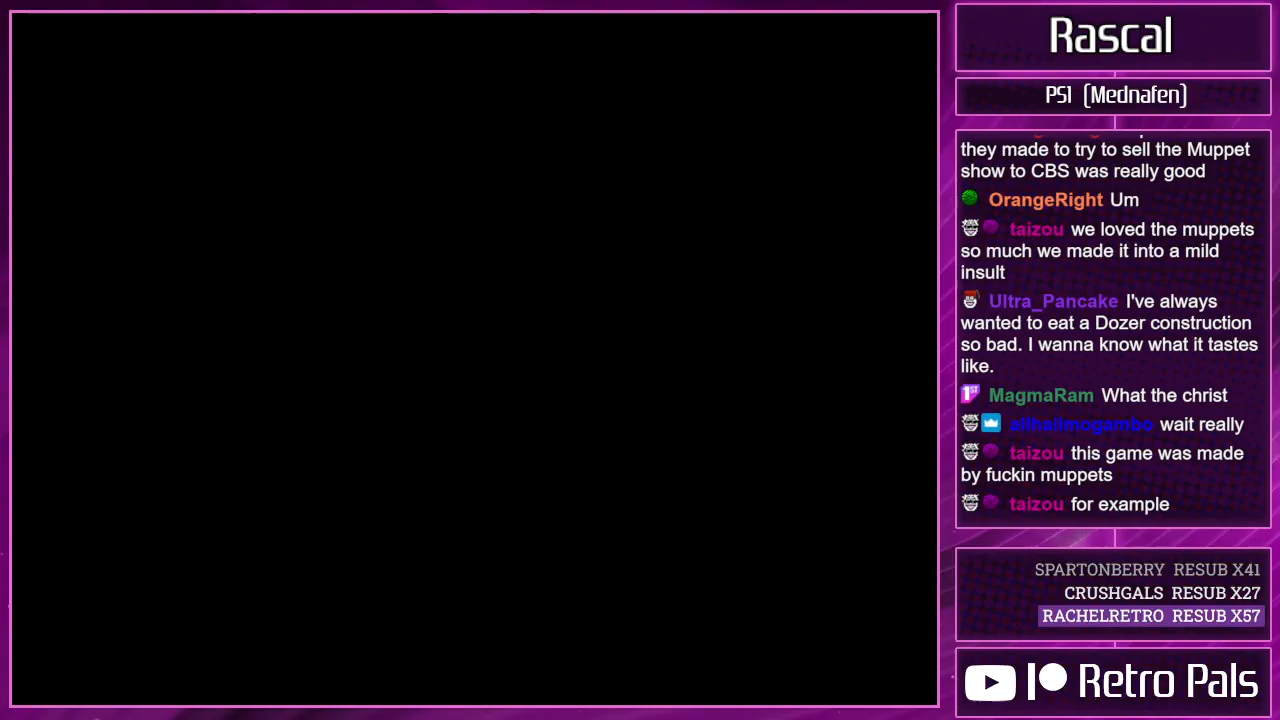 Rascal
PS1 (Mednafen)
they made to try to sell the Muppet
show to CBS was really good
OrangeRight Um
taizou we loved the muppets
so much we made it into a mild
insult
Ultra_Pancake I've always
wanted to eat a Dozer construction
so bad. I wanna know what it tastes
like.
1ST MagmaRam What the christ
allhailmogambo wait really
taizou this game was made
by fuckin muppets
taizou for example
SPARTONBERRY RESUB X41
CRUSHGALS RESUB X27
RACHELRETRO RESUB X57
Retro Pals